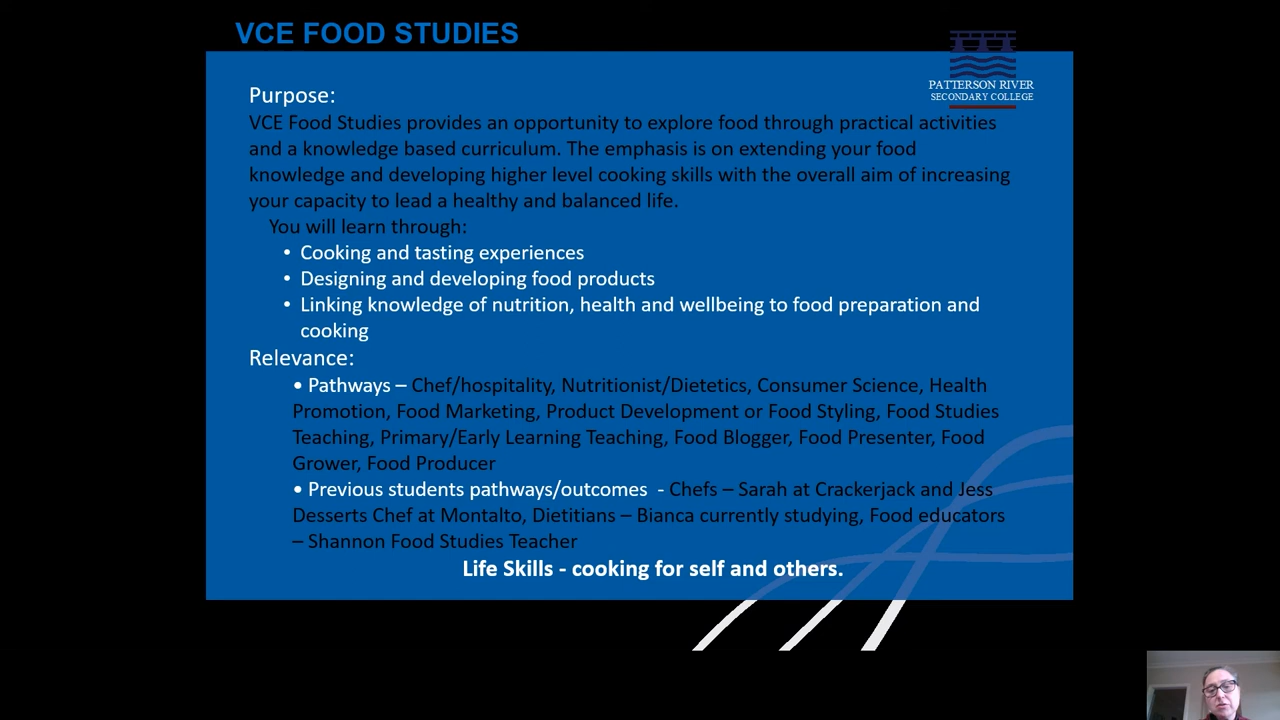 VCE FOOD STUDIES
PATTERSON RIVER
SECONDARY COLLEGE
Purpose:
VCE Food Studies provides an opportunity to explore food through practical activities
and a knowledge based curriculum. The emphasis is on extending your food
knowledge and developing higher level cooking skills with the overall aim of increasing
your capacity to lead a healthy and balanced life.
You will learn through:
• Cooking and tasting experiences
• Designing and developing food products
• Linking knowledge of nutrition, health and wellbeing to food preparation and
cooking
Relevance:
• Pathways – Chef/hospitality, Nutritionist/Dietetics, Consumer Science, Health
Promotion, Food Marketing, Product Development or Food Styling, Food Studies
Teaching, Primary/Early Learning Teaching, Food Blogger, Food Presenter, Food
Grower, Food Producer
• Previous students pathways/outcomes - Chefs – Sarah at Crackerjack and Jess
Desserts Chef at Montalto, Dietitians – Bianca currently studying, Food educators
– Shannon Food Studies Teacher
Life Skills - cooking for self and others.